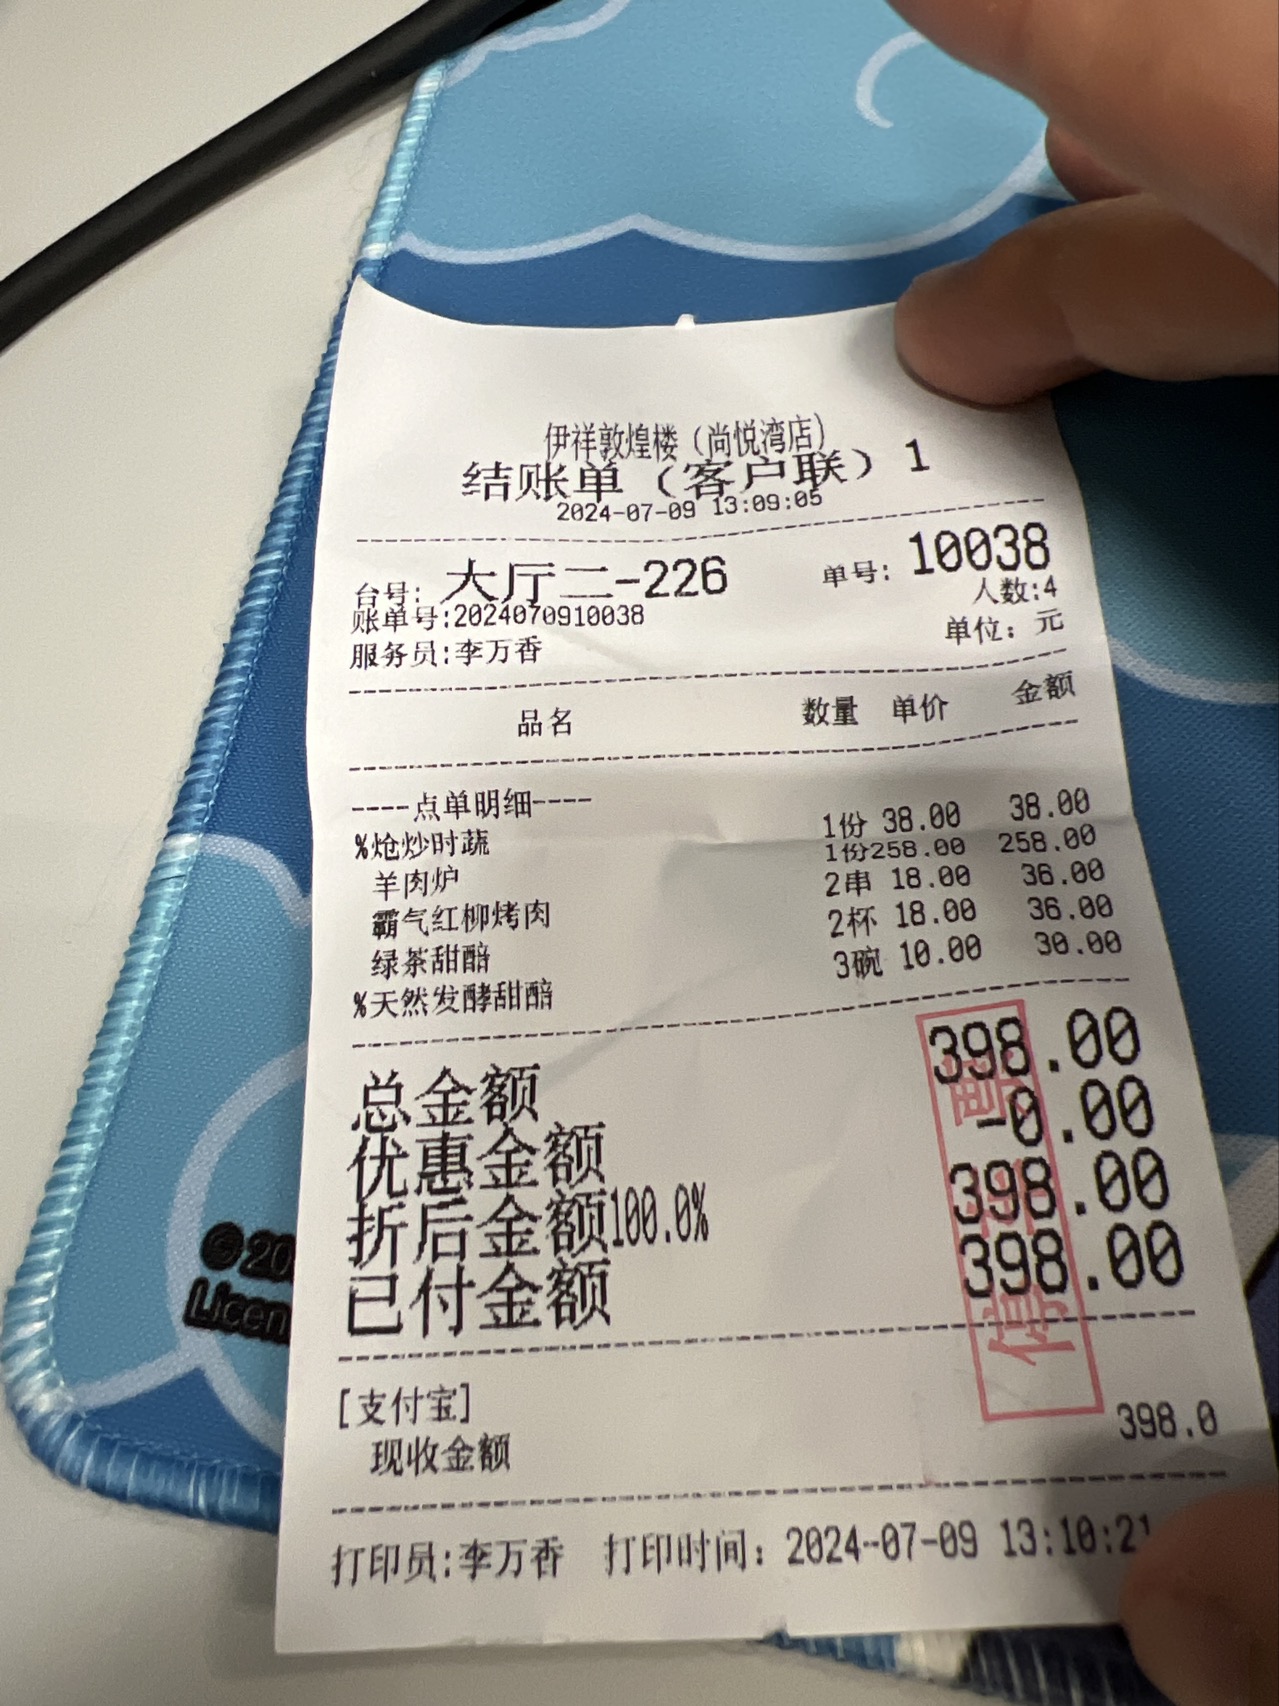 伊祥敦煌楼（尚悦湾店）
结账单（客户联）1
2024-07-09 13:09:05
台号: 大厅二-226 单号: 10038
账单号:2024070910038 人数:4
服务员:李万香 单位: 元
品名 数量 单价 金额
----点单明细----
%炝炒时蔬 1份 38.00 38.00
羊肉炉 1份258.00 258.00
霸气红柳烤肉 2串 18.00 36.00
绿茶甜醅 2杯 18.00 36.00
%天然发酵甜醅 3碗 10.00 30.00
总金额 398.00
优惠金额 -0.00
折后金额100.0% 398.00
已付金额 398.00
[支付宝]
现收金额 398.0
打印员:李万香 打印时间: 2024-07-09 13:10:21
© 20
Licen